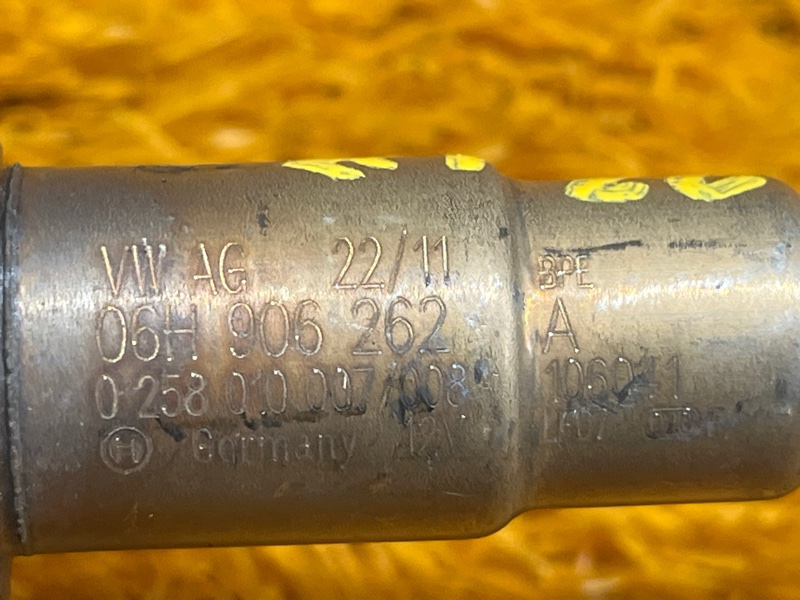 VW AG 22/11
06H 906 262
0 258 010 007/008
H Germany 12V
BPE
A